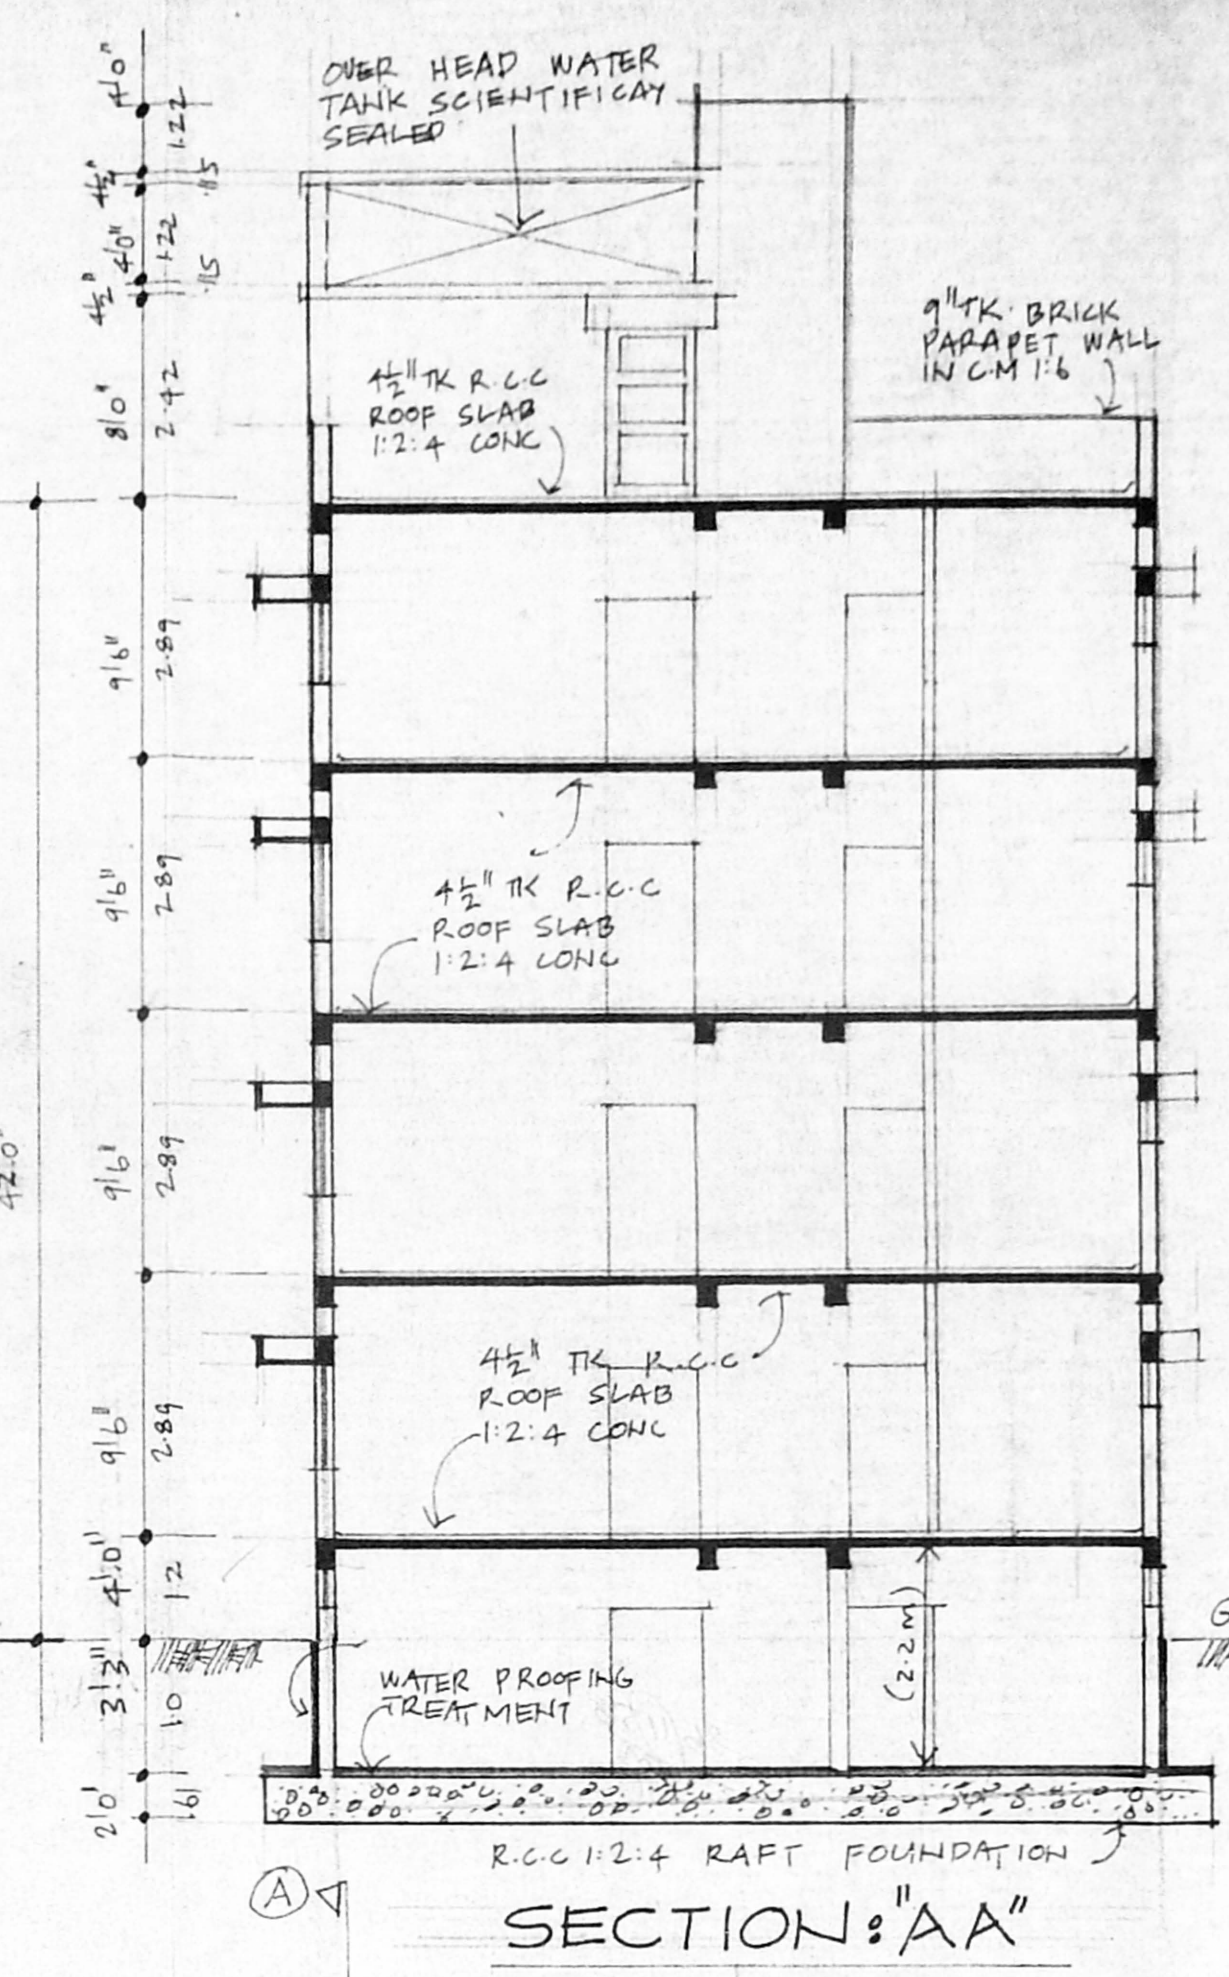 OVER HEAD WATER
TANK SCIENTIFICAY
SEALED
9" TK. BRICK
PARAPET WALL
IN C.M 1:6
4½" TK R.C.C
ROOF SLAB
1:2:4 CONC
4½" TK R.C.C
ROOF SLAB
1:2:4 CONC
4½" TK R.C.C
ROOF SLAB
1:2:4 CONC
WATER PROOFING
TREATMENT
(2.2 M)
G
R.C.C 1:2:4 RAFT FOUNDATION
A
SECTION:"AA"
4'0"
1.22
4½"
.115
4'0"
1.22
4½"
.115
8'0"
2.42
9'6"
2.89
9'6"
2.89
9'6'
2.89
9'6"
2.89
4'.0'
1.2
3'.3"
1.0
2'0'
.61
42.0"